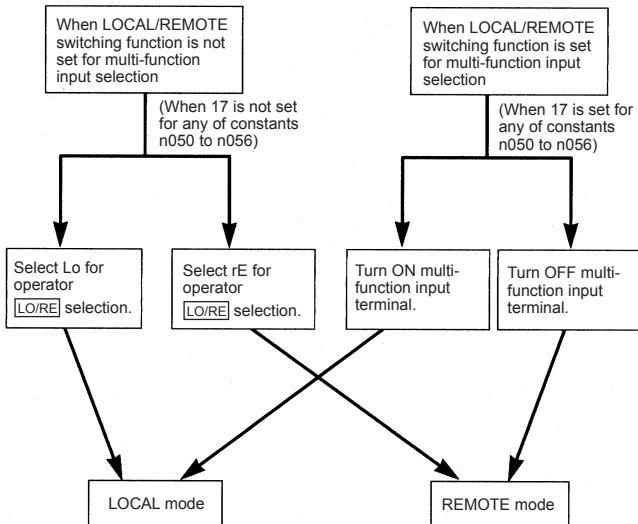 When LOCAL/REMOTE
switching function is not
set for multi-function
input selection
When LOCAL/REMOTE
switching function is set
for multi-function input
selection
(When 17 is not set
for any of constants
n050 to n056)
(When 17 is set for
any of constants
n050 to n056)
Select Lo for
operator
LO/RE selection.
Select rE for
operator
LO/RE selection.
Turn ON multi-
function input
terminal.
Turn OFF multi-
function input
terminal.
LOCAL mode
REMOTE mode